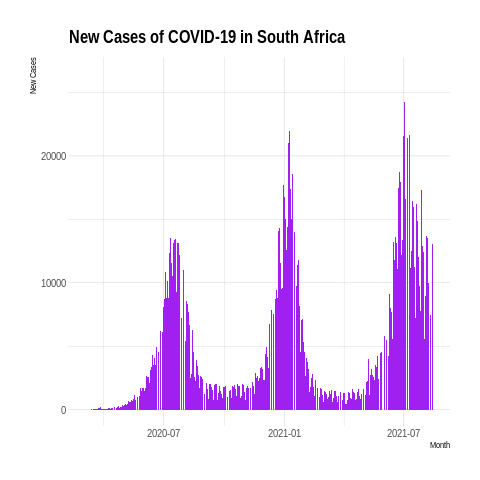 New Cases of COVID-19 in South Africa
New Cases
20000
10000
0
2020-07
2021-01
2021-07
Month